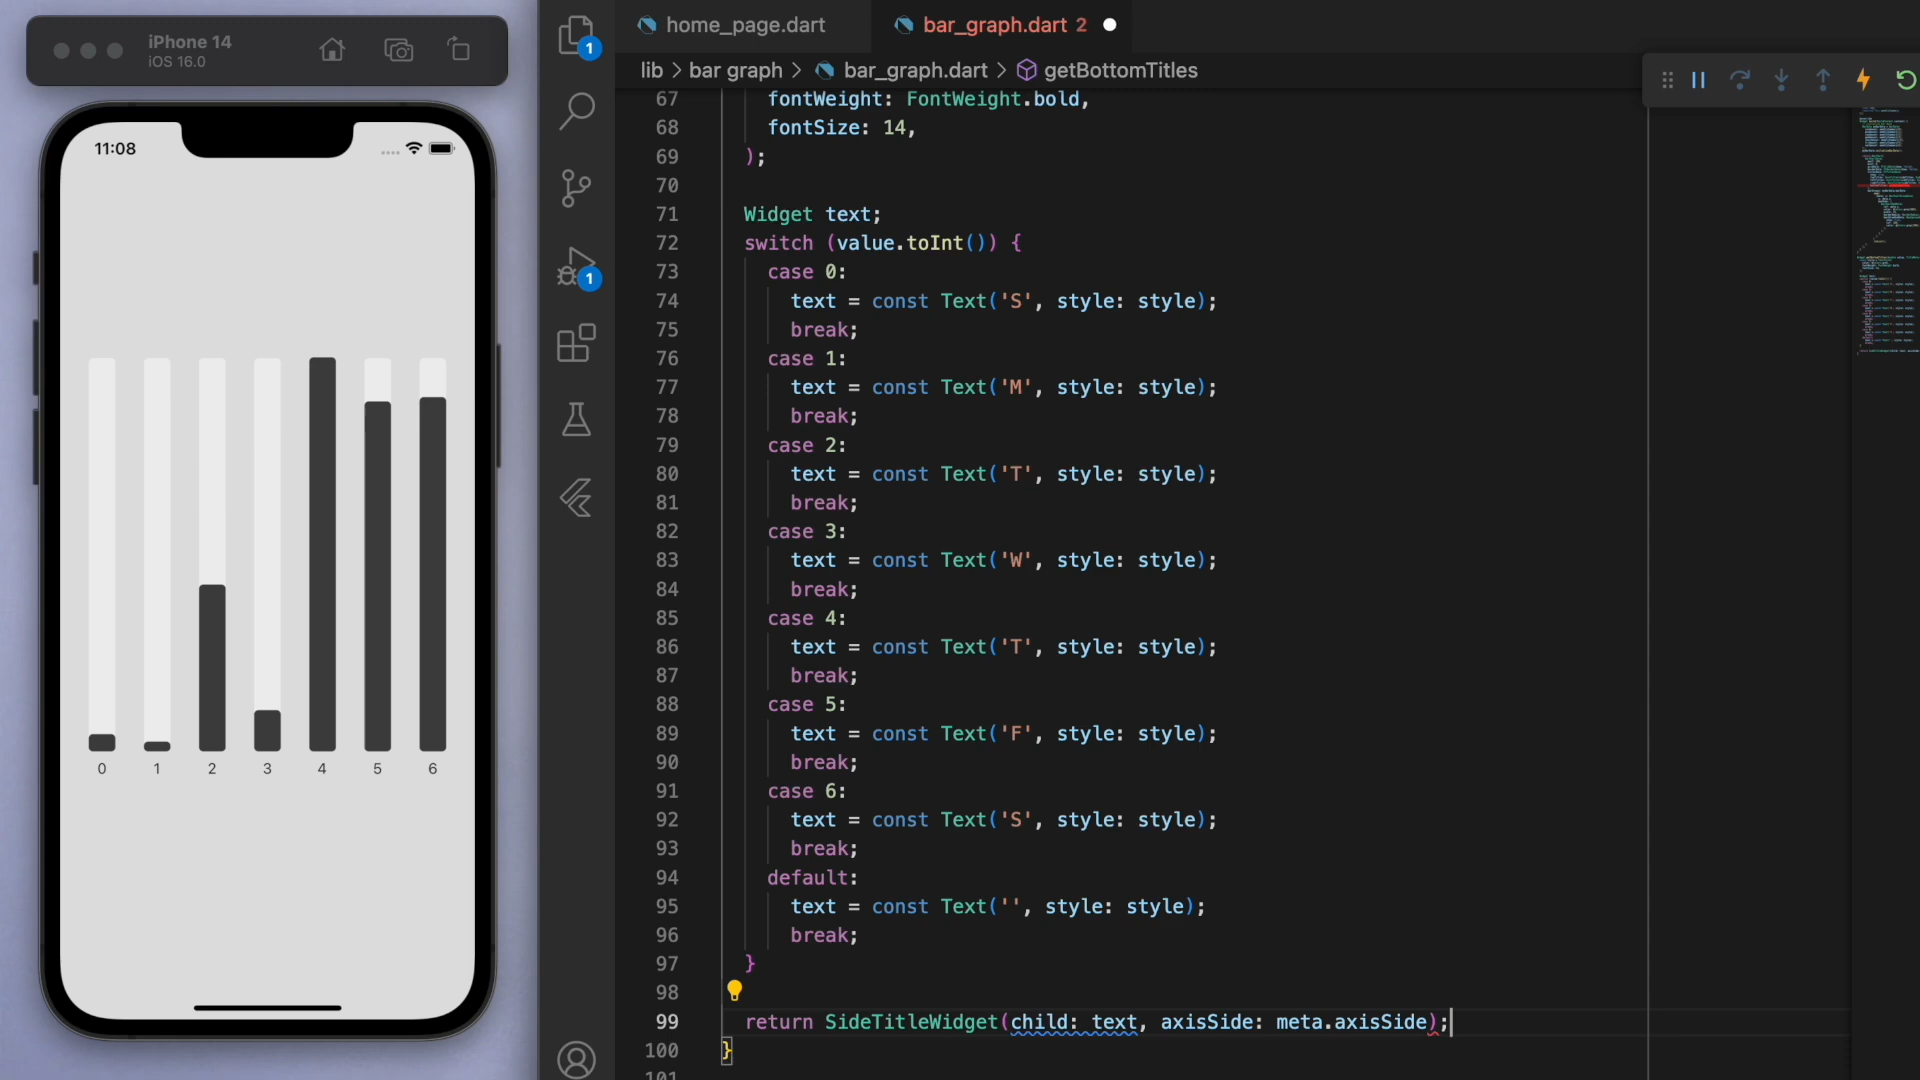 iPhone 14
iOS 16.0
11:08
0 1 2 3 4 5 6
1
1
home_page.dart
bar_graph.dart 2
lib > bar graph > bar_graph.dart > getBottomTitles
67 fontWeight: FontWeight.bold,
68 fontSize: 14,
69 );
70
71 Widget text;
72 switch (value.toInt()) {
73 case 0:
74 text = const Text('S', style: style);
75 break;
76 case 1:
77 text = const Text('M', style: style);
78 break;
79 case 2:
80 text = const Text('T', style: style);
81 break;
82 case 3:
83 text = const Text('W', style: style);
84 break;
85 case 4:
86 text = const Text('T', style: style);
87 break;
88 case 5:
89 text = const Text('F', style: style);
90 break;
91 case 6:
92 text = const Text('S', style: style);
93 break;
94 default:
95 text = const Text('', style: style);
96 break;
97 }
98
99 return SideTitleWidget(child: text, axisSide: meta.axisSide);
100 }
101